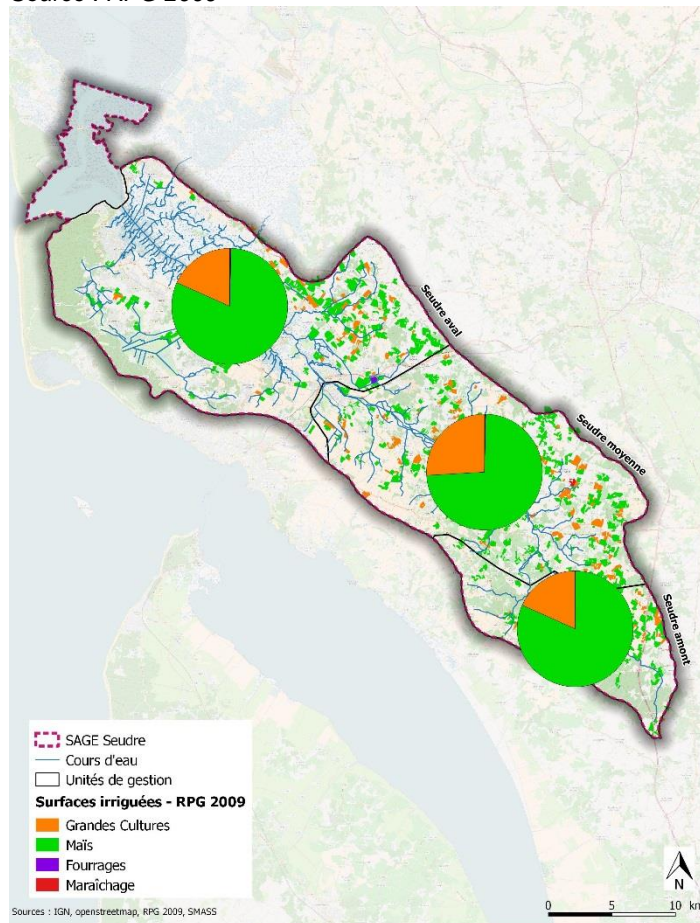 Seudre aval
Seudre moyenne
Seudre amont
SAGE Seudre
Cours d'eau
Unités de gestion
Surfaces irriguées - RPG 2009
Grandes Cultures
Maïs
Fourrages
Maraîchage
N
0 5 10 km
Sources : IGN, openstreetmap, RPG 2009, SMASS